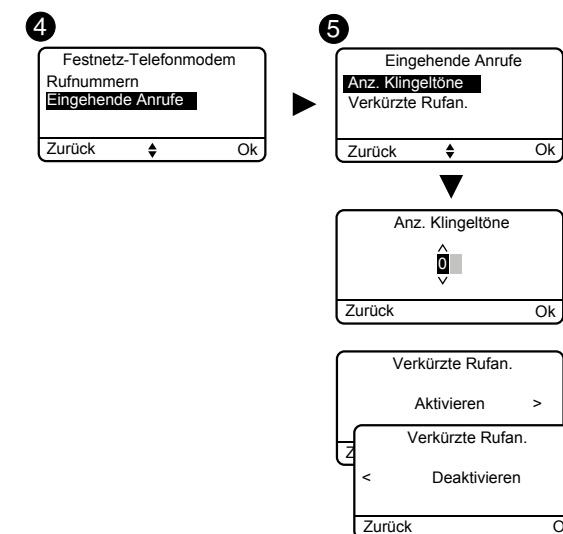 4
Festnetz-Telefonmodem
Rufnummern
Eingehende Anrufe
Zurück Ok
5
Eingehende Anrufe
Anz. Klingeltöne
Verkürzte Rufan.
Zurück Ok
Anz. Klingeltöne
0
Zurück Ok
Verkürzte Rufan.
Aktivieren >
Z
Verkürzte Rufan.
< Deaktivieren
Zurück O